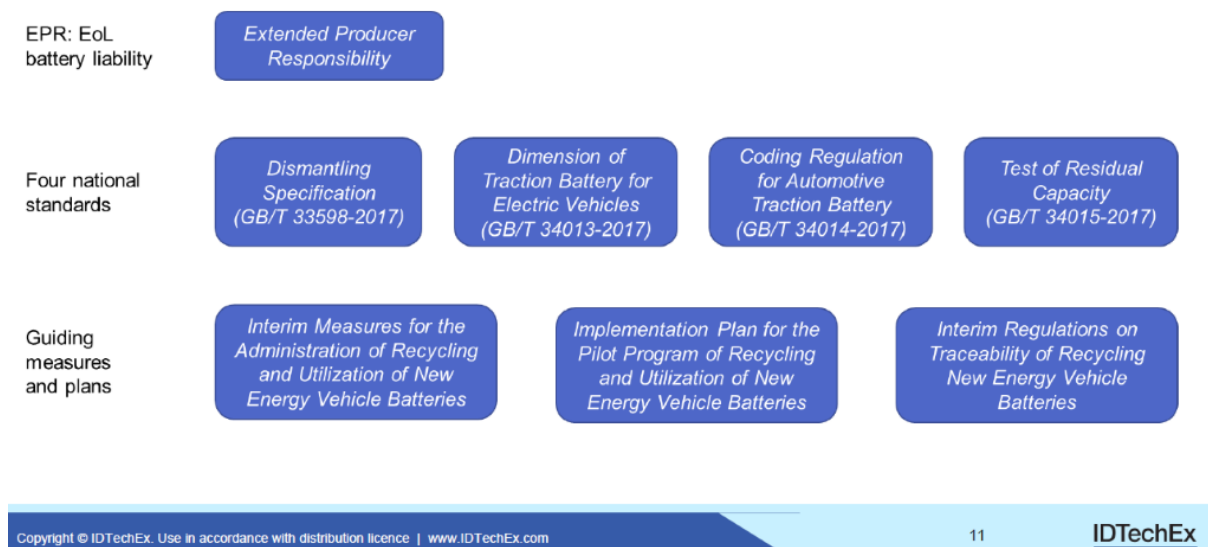 EPR: EoL
battery liability
Extended Producer
Responsibility
Four national
standards
Dismantling
Specification
(GB/T 33598-2017)
Dimension of
Traction Battery for
Electric Vehicles
(GB/T 34013-2017)
Coding Regulation
for Automotive
Traction Battery
(GB/T 34014-2017)
Test of Residual
Capacity
(GB/T 34015-2017)
Guiding
measures
and plans
Interim Measures for the
Administration of Recycling
and Utilization of New
Energy Vehicle Batteries
Implementation Plan for the
Pilot Program of Recycling
and Utilization of New
Energy Vehicle Batteries
Interim Regulations on
Traceability of Recycling
New Energy Vehicle
Batteries
Copyright © IDTechEx. Use in accordance with distribution licence | www.IDTechEx.com
11
IDTechEx